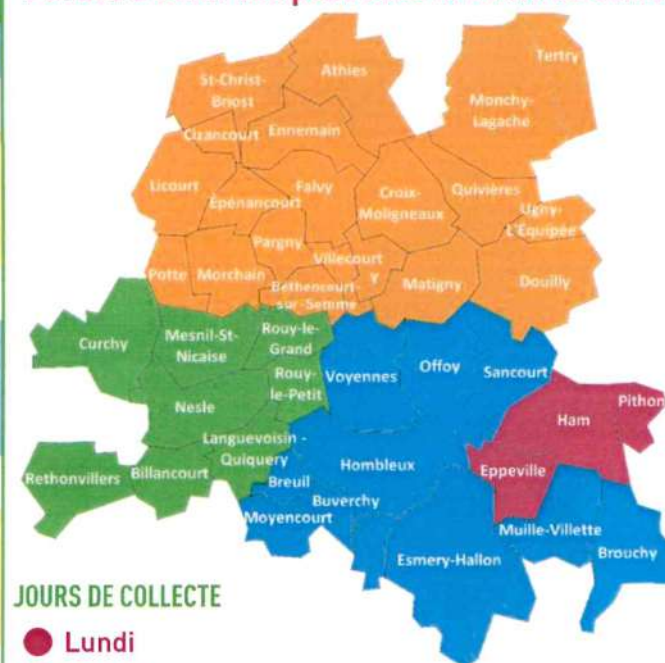 Tertry
Athies
St-Christ-
Briost
Monchy-
Lagache
Cizancourt
Ennemain
Licourt
Falvy
Épénancourt
Croix-
Moligneaux
Quivières
Ugny-
L'Équipée
Pargny
Villecourt
y
Potte
Morchain
Béthencourt-
sur-Somme
Matigny
Douilly
Curchy
Mesnil-St-
Nicaise
Rouy-le-
Grand
Rouy-
le-Petit
Voyennes
Offoy
Sancourt
Nesle
Pithon
Ham
Languevoisin -
Quiquery
Hombleux
Eppeville
Rethonvillers
Billancourt
Breuil
Buverchy
Moyencourt
Muille-Villette
Esmery-Hallon
Brouchy
JOURS DE COLLECTE
Lundi